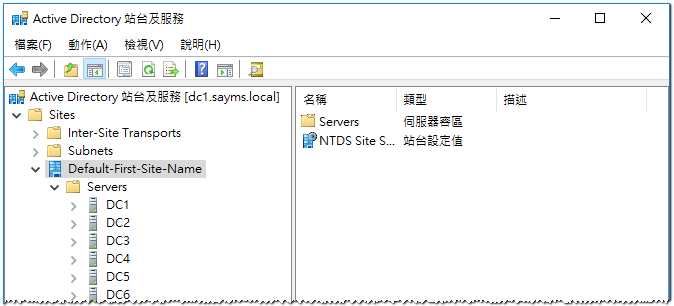 Active Directory 站台及服務
檔案(F) 動作(A) 檢視(V) 說明(H)
Active Directory 站台及服務 [dc1.sayms.local]
Sites
Inter-Site Transports
Subnets
Default-First-Site-Name
Servers
DC1
DC2
DC3
DC4
DC5
DC6
名稱 類型 描述
Servers 伺服器容區
NTDS Site S... 站台設定值